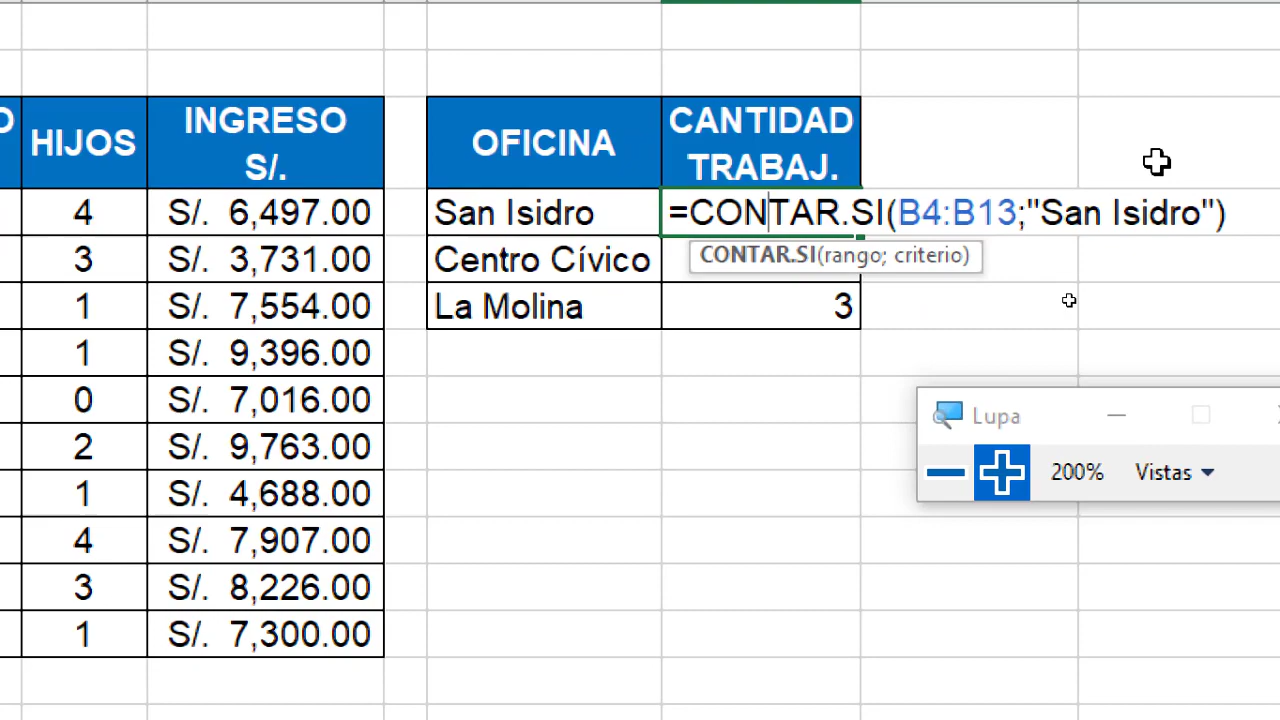 O HIJOS INGRESO S/. OFICINA CANTIDAD TRABAJ.
4 S/. 6,497.00 San Isidro =CONTAR.SI(B4:B13;"San Isidro")
CONTAR.SI(rango; criterio)
3 S/. 3,731.00 Centro Cívico
1 S/. 7,554.00 La Molina 3
1 S/. 9,396.00
0 S/. 7,016.00
Lupa
2 S/. 9,763.00
200% Vistas
1 S/. 4,688.00
4 S/. 7,907.00
3 S/. 8,226.00
1 S/. 7,300.00